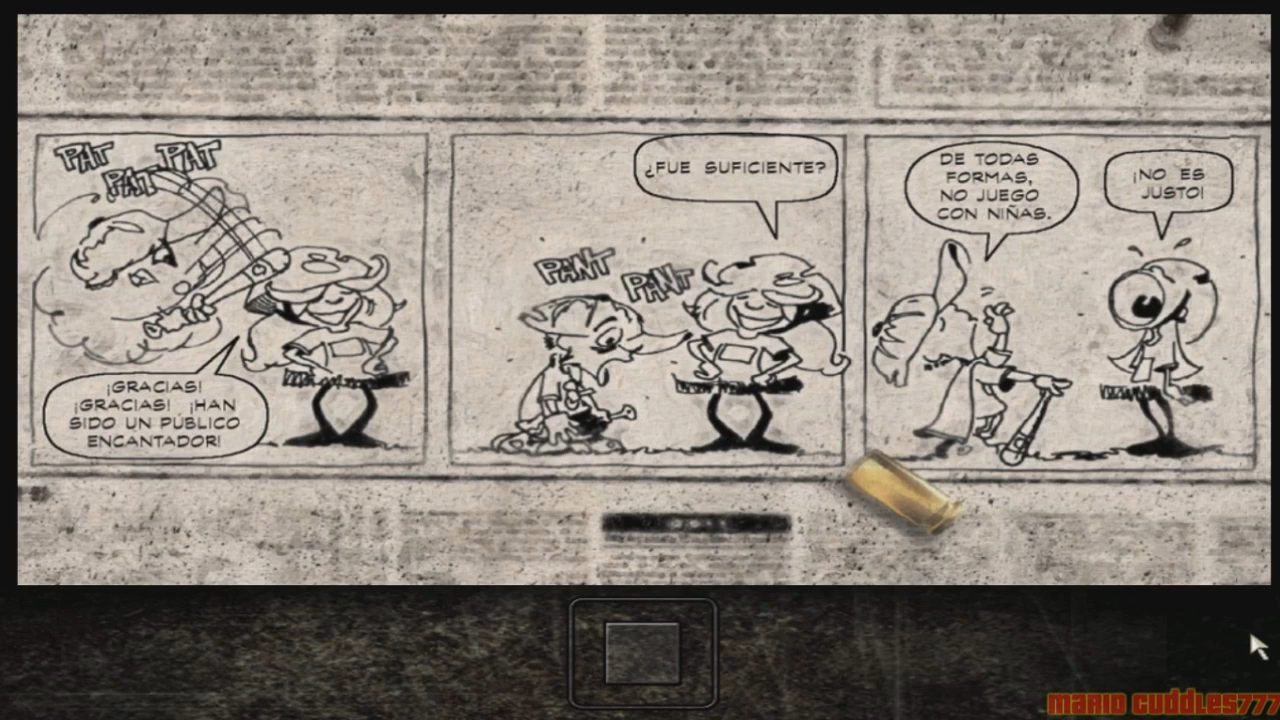 PAT
PAT
PAT
¡GRACIAS!
¡GRACIAS! ¡HAN
SIDO UN PÚBLICO
ENCANTADOR!
¿FUE SUFICIENTE?
PANT
PANT
DE TODAS
FORMAS,
NO JUEGO
CON NIÑAS.
¡NO ES
JUSTO!
MARIO CUDDLES777